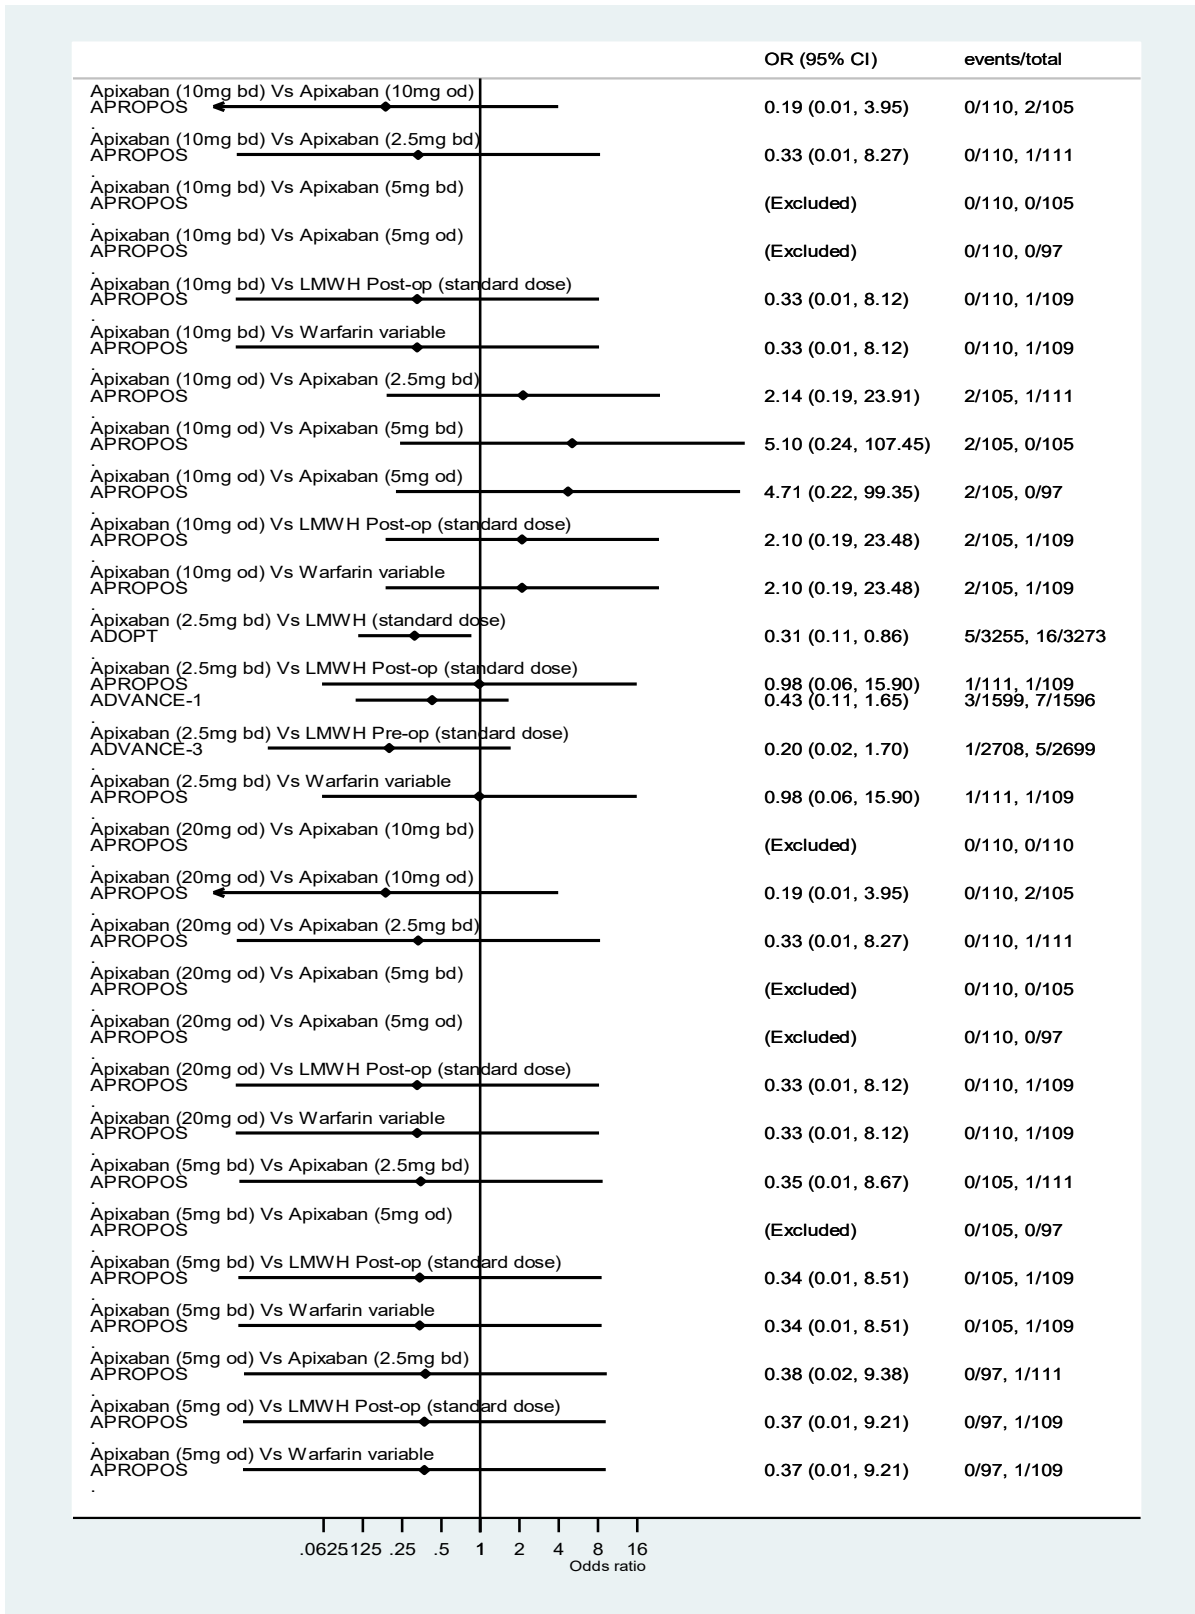 OR (95% CI) events/total
Apixaban (10mg bd) Vs Apixaban (10mg od)
APROPOS 0.19 (0.01, 3.95) 0/110, 2/105
.
Apixaban (10mg bd) Vs Apixaban (2.5mg bd)
APROPOS 0.33 (0.01, 8.27) 0/110, 1/111
.
Apixaban (10mg bd) Vs Apixaban (5mg bd)
APROPOS (Excluded) 0/110, 0/105
.
Apixaban (10mg bd) Vs Apixaban (5mg od)
APROPOS (Excluded) 0/110, 0/97
.
Apixaban (10mg bd) Vs LMWH Post-op (standard dose)
APROPOS 0.33 (0.01, 8.12) 0/110, 1/109
.
Apixaban (10mg bd) Vs Warfarin variable
APROPOS 0.33 (0.01, 8.12) 0/110, 1/109
.
Apixaban (10mg od) Vs Apixaban (2.5mg bd)
APROPOS 2.14 (0.19, 23.91) 2/105, 1/111
.
Apixaban (10mg od) Vs Apixaban (5mg bd)
APROPOS 5.10 (0.24, 107.45) 2/105, 0/105
.
Apixaban (10mg od) Vs Apixaban (5mg od)
APROPOS 4.71 (0.22, 99.35) 2/105, 0/97
.
Apixaban (10mg od) Vs LMWH Post-op (standard dose)
APROPOS 2.10 (0.19, 23.48) 2/105, 1/109
.
Apixaban (10mg od) Vs Warfarin variable
APROPOS 2.10 (0.19, 23.48) 2/105, 1/109
.
Apixaban (2.5mg bd) Vs LMWH (standard dose)
ADOPT 0.31 (0.11, 0.86) 5/3255, 16/3273
.
Apixaban (2.5mg bd) Vs LMWH Post-op (standard dose)
APROPOS 0.98 (0.06, 15.90) 1/111, 1/109
ADVANCE-1 0.43 (0.11, 1.65) 3/1599, 7/1596
.
Apixaban (2.5mg bd) Vs LMWH Pre-op (standard dose)
ADVANCE-3 0.20 (0.02, 1.70) 1/2708, 5/2699
.
Apixaban (2.5mg bd) Vs Warfarin variable
APROPOS 0.98 (0.06, 15.90) 1/111, 1/109
.
Apixaban (20mg od) Vs Apixaban (10mg bd)
APROPOS (Excluded) 0/110, 0/110
.
Apixaban (20mg od) Vs Apixaban (10mg od)
APROPOS 0.19 (0.01, 3.95) 0/110, 2/105
.
Apixaban (20mg od) Vs Apixaban (2.5mg bd)
APROPOS 0.33 (0.01, 8.27) 0/110, 1/111
.
Apixaban (20mg od) Vs Apixaban (5mg bd)
APROPOS (Excluded) 0/110, 0/105
.
Apixaban (20mg od) Vs Apixaban (5mg od)
APROPOS (Excluded) 0/110, 0/97
.
Apixaban (20mg od) Vs LMWH Post-op (standard dose)
APROPOS 0.33 (0.01, 8.12) 0/110, 1/109
.
Apixaban (20mg od) Vs Warfarin variable
APROPOS 0.33 (0.01, 8.12) 0/110, 1/109
.
Apixaban (5mg bd) Vs Apixaban (2.5mg bd)
APROPOS 0.35 (0.01, 8.67) 0/105, 1/111
.
Apixaban (5mg bd) Vs Apixaban (5mg od)
APROPOS (Excluded) 0/105, 0/97
.
Apixaban (5mg bd) Vs LMWH Post-op (standard dose)
APROPOS 0.34 (0.01, 8.51) 0/105, 1/109
.
Apixaban (5mg bd) Vs Warfarin variable
APROPOS 0.34 (0.01, 8.51) 0/105, 1/109
.
Apixaban (5mg od) Vs Apixaban (2.5mg bd)
APROPOS 0.38 (0.02, 9.38) 0/97, 1/111
.
Apixaban (5mg od) Vs LMWH Post-op (standard dose)
APROPOS 0.37 (0.01, 9.21) 0/97, 1/109
.
Apixaban (5mg od) Vs Warfarin variable
APROPOS 0.37 (0.01, 9.21) 0/97, 1/109
.
.0625 .125 .25 .5 1 2 4 8 16
Odds ratio